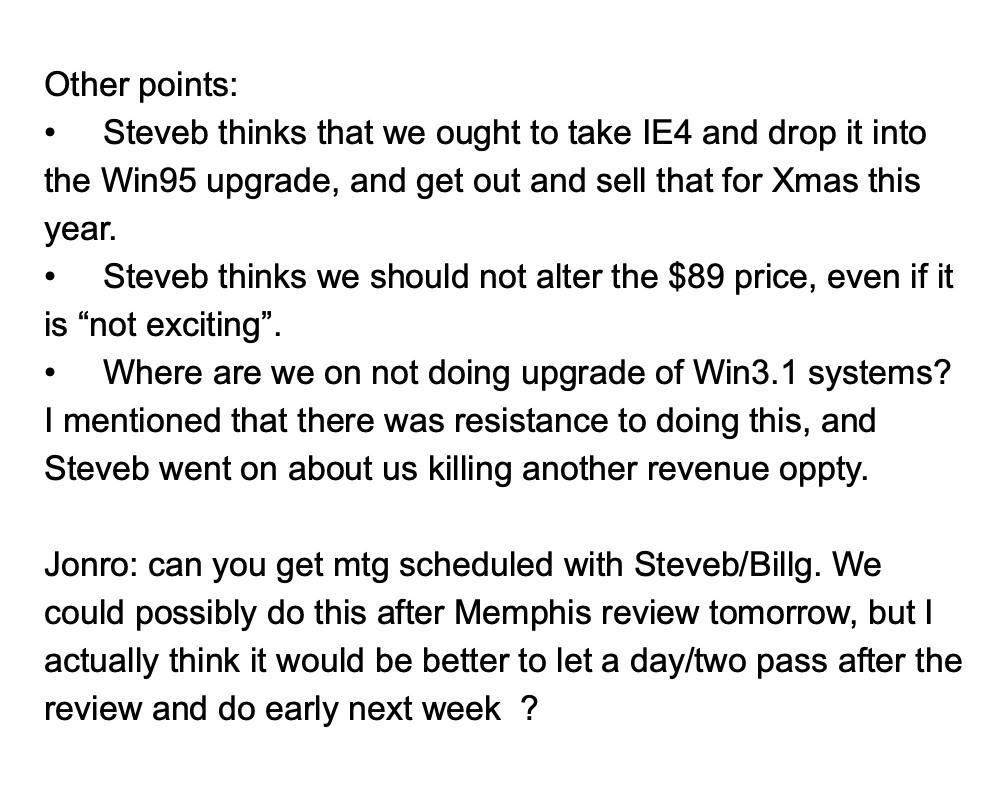 Other points:
•	Steveb thinks that we ought to take IE4 and drop it into
the Win95 upgrade, and get out and sell that for Xmas this
year.
•	Steveb thinks we should not alter the $89 price, even if it
is “not exciting”.
•	Where are we on not doing upgrade of Win3.1 systems?
I mentioned that there was resistance to doing this, and
Steveb went on about us killing another revenue oppty.

Jonro: can you get mtg scheduled with Steveb/Billg. We
could possibly do this after Memphis review tomorrow, but I
actually think it would be better to let a day/two pass after the
review and do early next week  ?